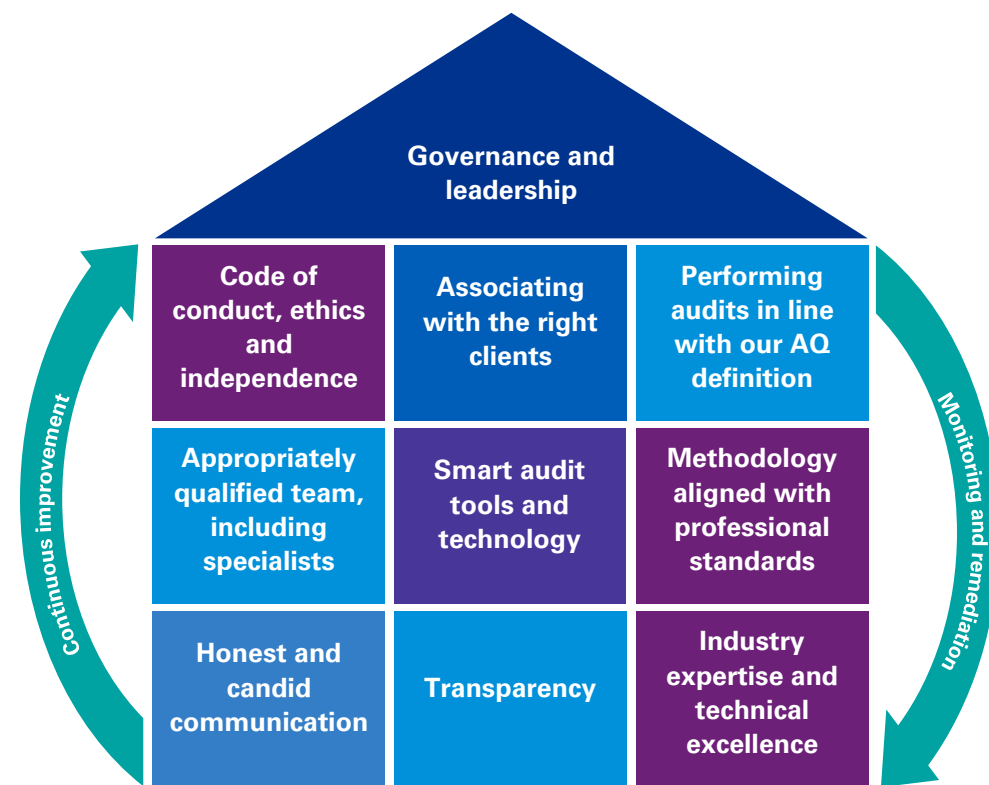 Governance and
leadership
Code of
conduct, ethics
and
independence
Associating
with the right
clients
Performing
audits in line
with our AQ
definition
Appropriately
qualified team,
including
specialists
Smart audit
tools and
technology
Methodology
aligned with
professional
standards
Honest and
candid
communication
Transparency
Industry
expertise and
technical
excellence
Continuous improvement
Monitoring and remediation